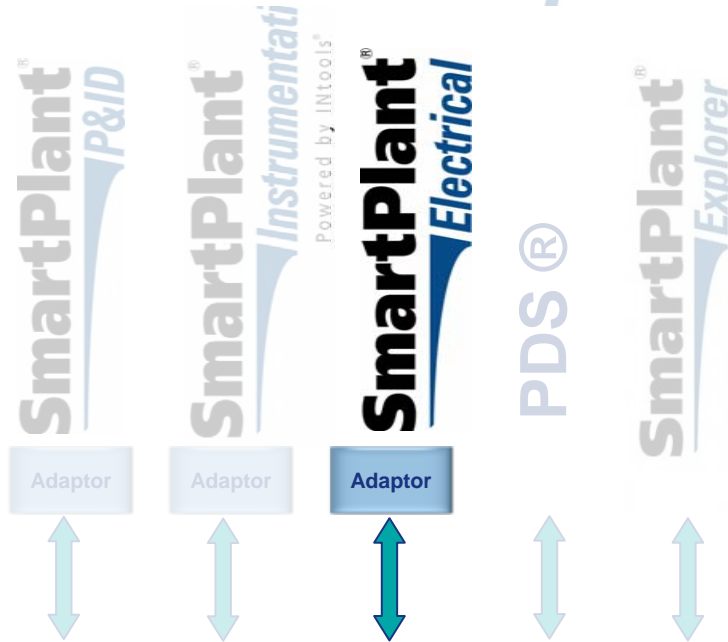 SmartPlant®
P&ID
SmartPlant®
Instrumentati
Powered by INtools®
SmartPlant®
Electrical
PDS ®
SmartPlant®
Explorer
Adaptor
Adaptor
Adaptor